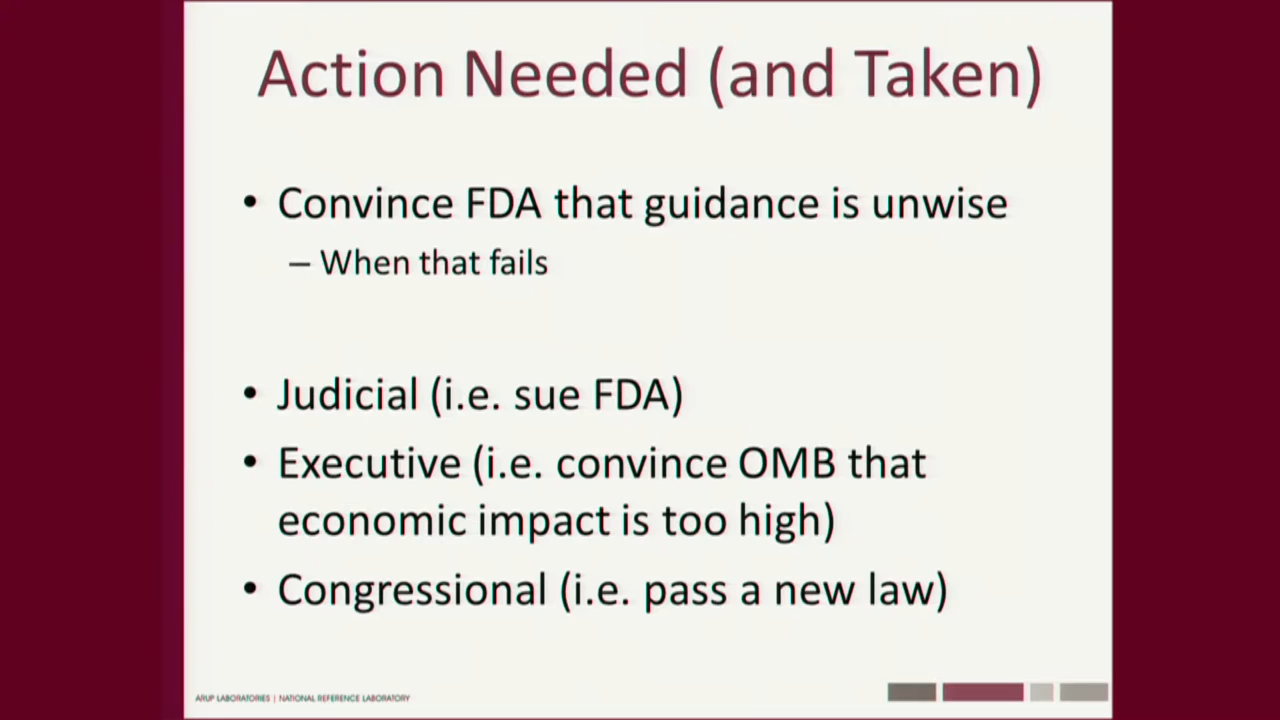 Action Needed (and Taken)
• Convince FDA that guidance is unwise
– When that fails
• Judicial (i.e. sue FDA)
• Executive (i.e. convince OMB that
economic impact is too high)
• Congressional (i.e. pass a new law)
ARUP LABORATORIES | NATIONAL REFERENCE LABORATORY